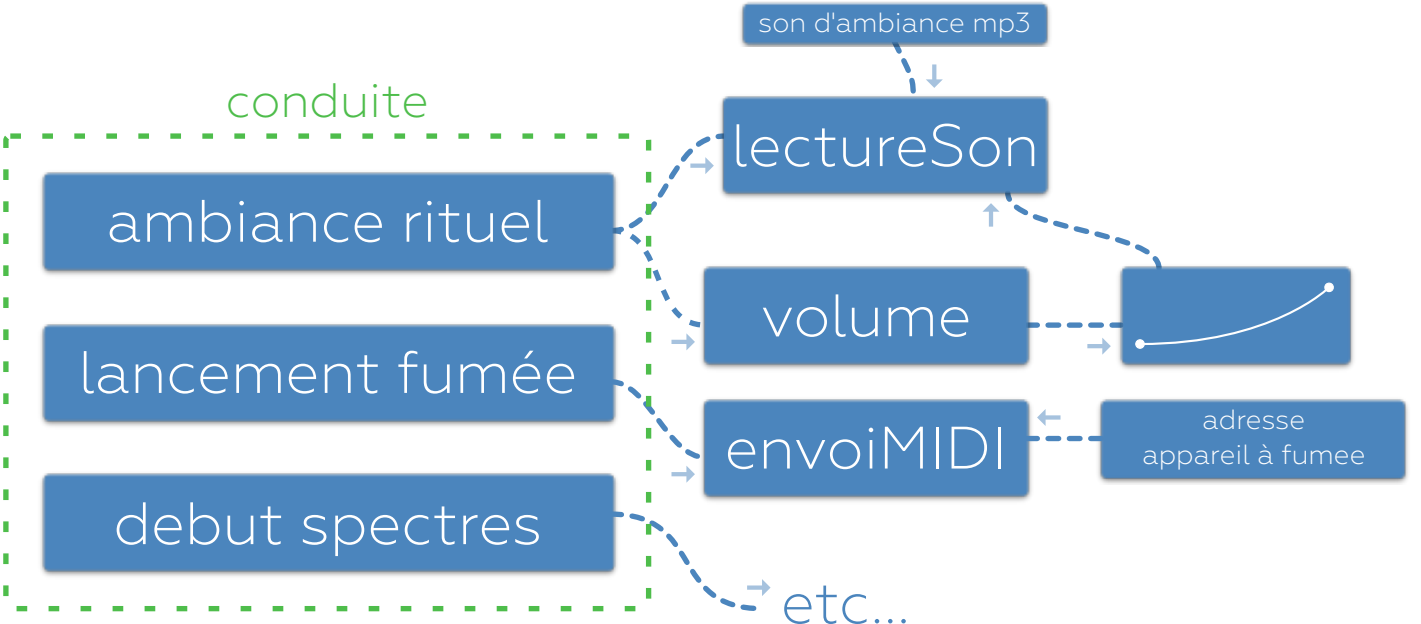 son d'ambiance mp3
conduite
lectureSon
ambiance rituel
volume
lancement fumée
envoiMIDI
adresse
appareil à fumee
debut spectres
etc...